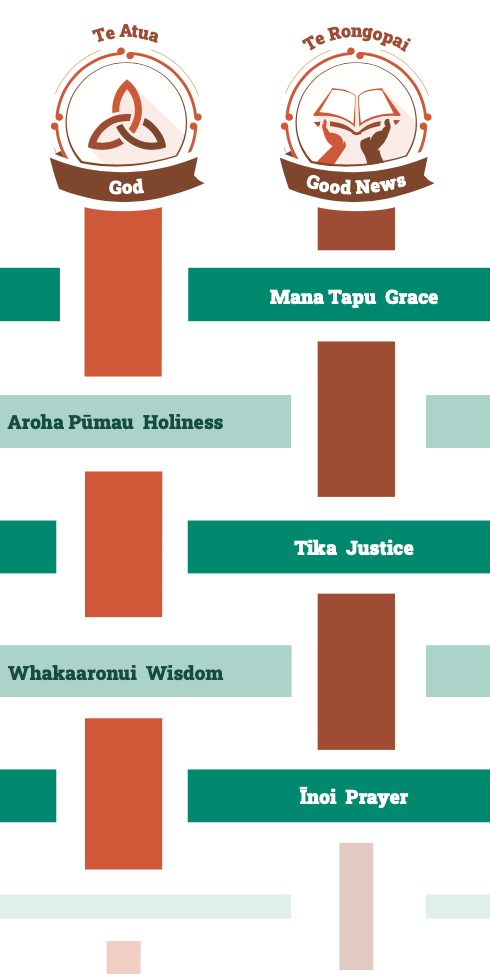 Te Atua
Te Rongopai
God
Good News
Mana Tapu Grace
Aroha Pūmau Holiness
Tika Justice
Whakaaronui Wisdom
Īnoi Prayer